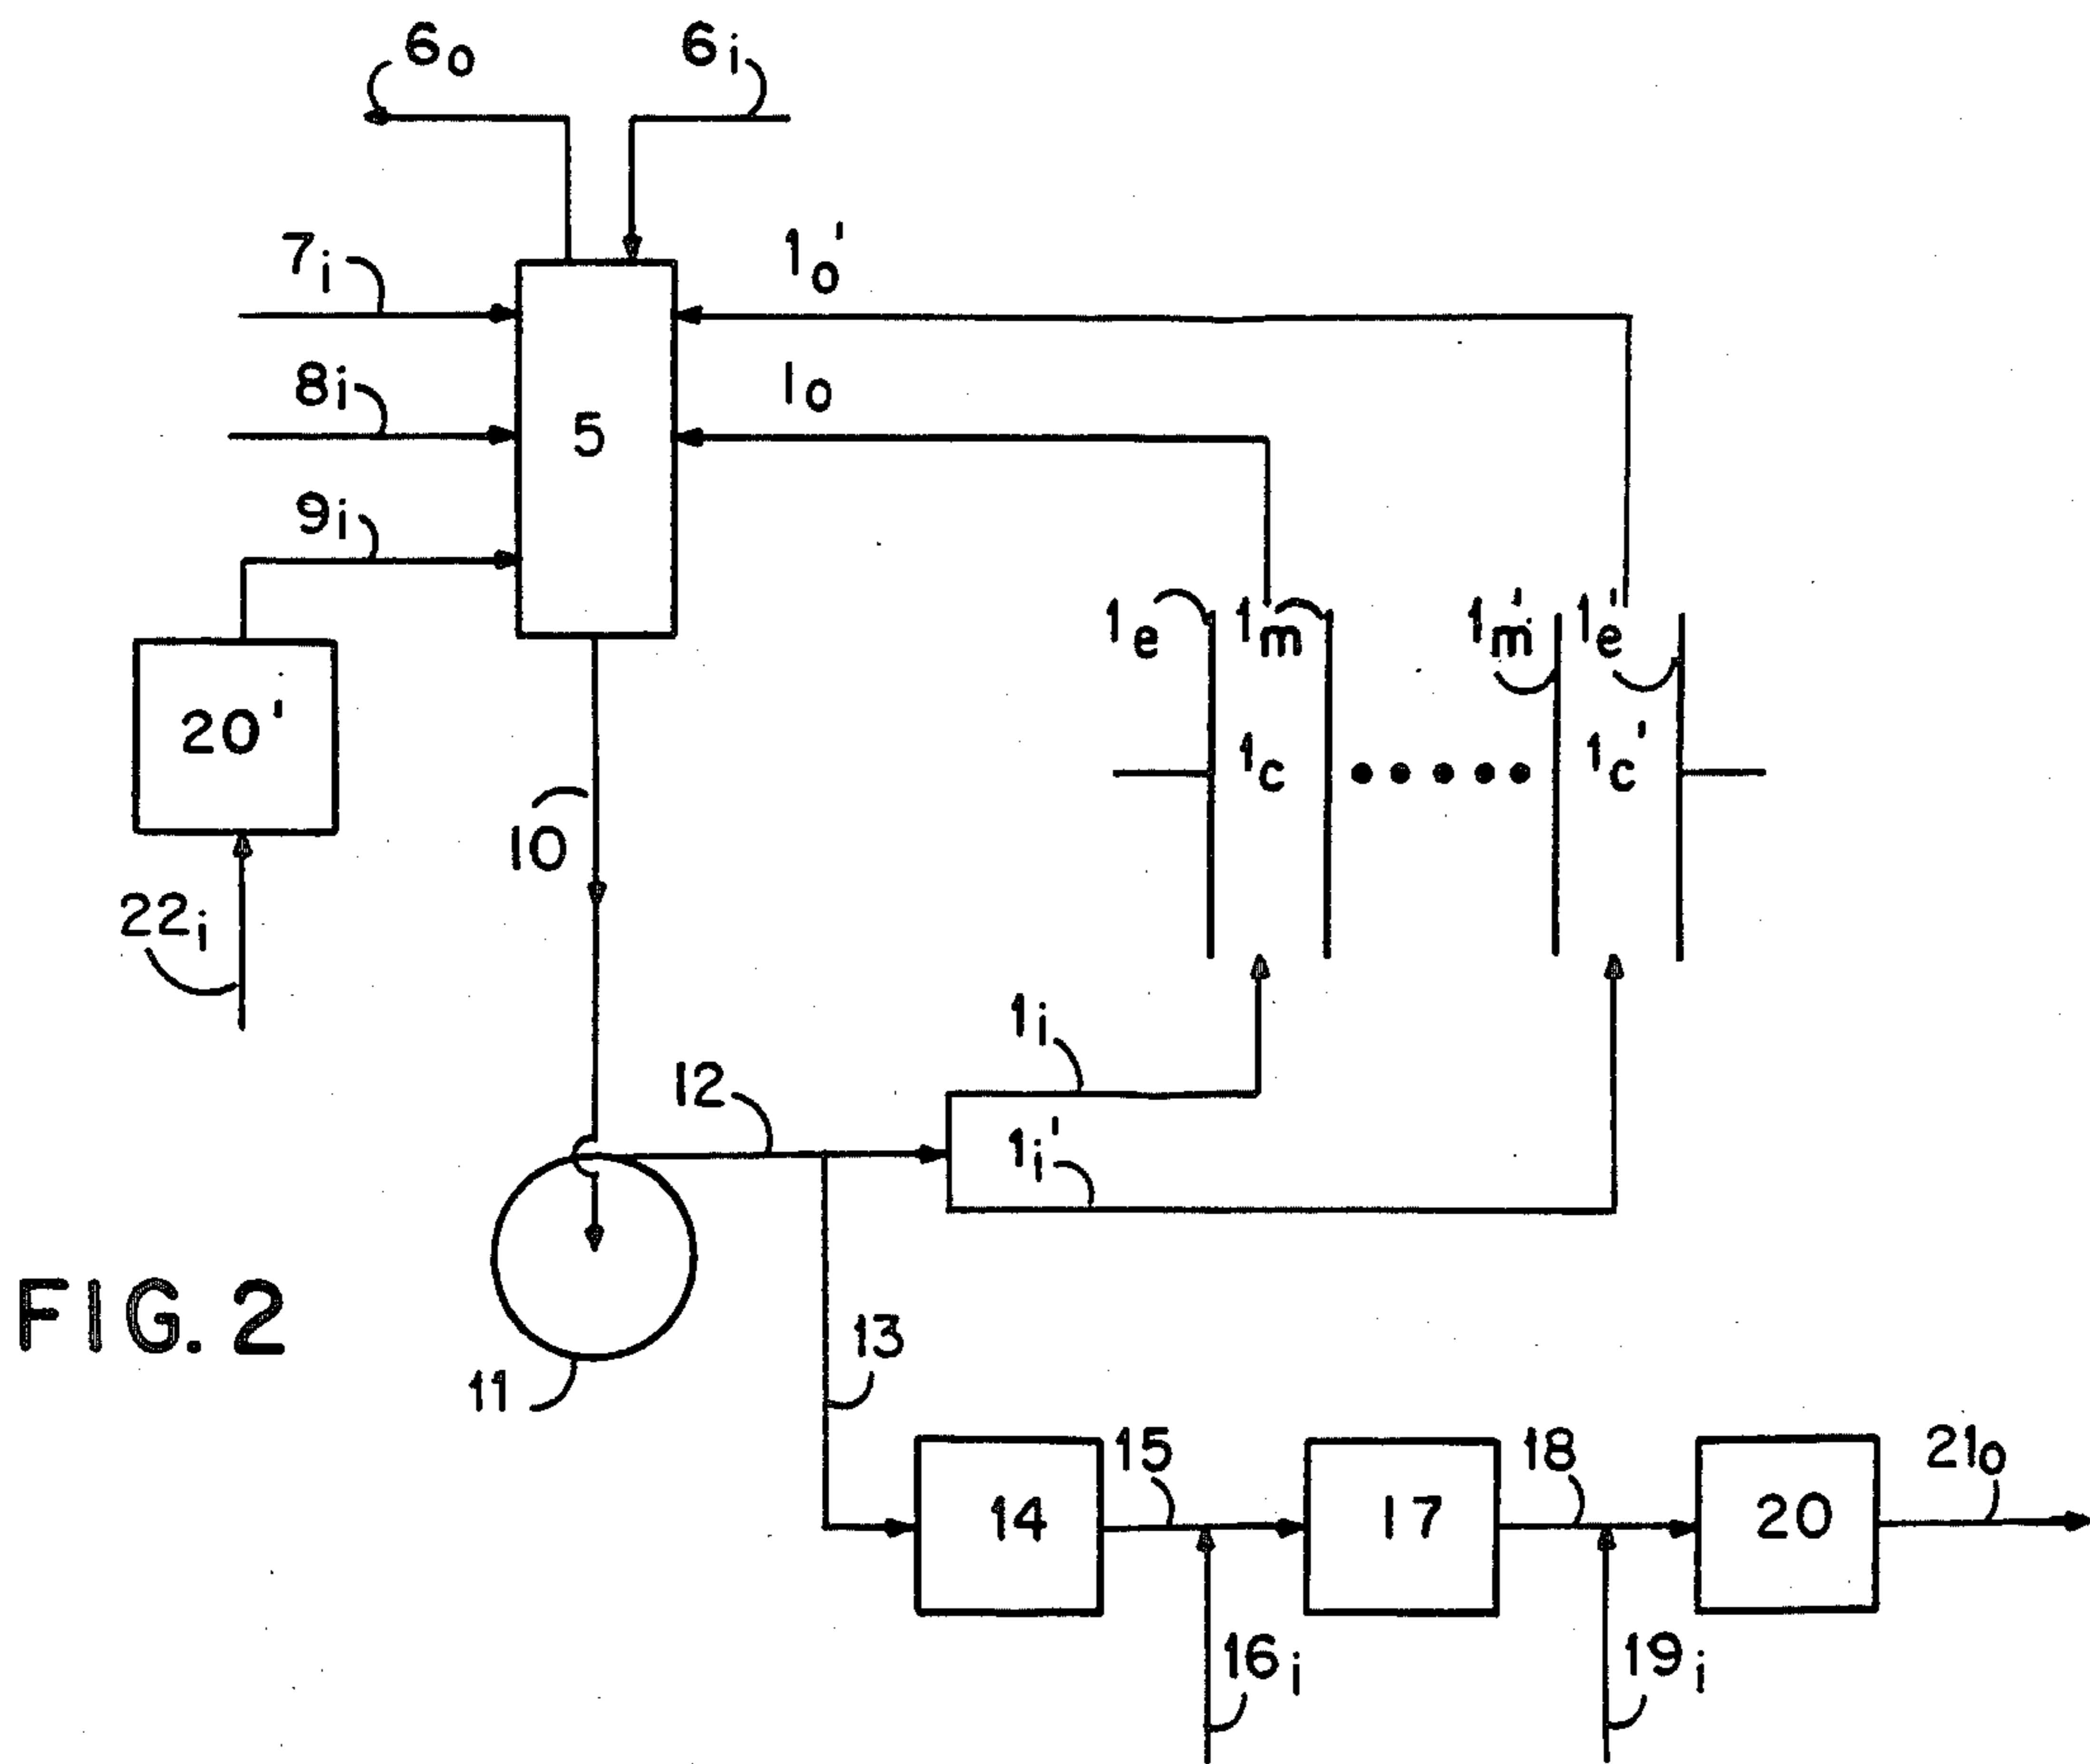 6o 6i
7i 1o'
8i 1o
5
9i
1e 1m 1m' 1e'
20' 1c 1c'
10
22i
1i
12
1i'
FIG. 2
13
11
15 18 21o
14 17 20
16i 19i